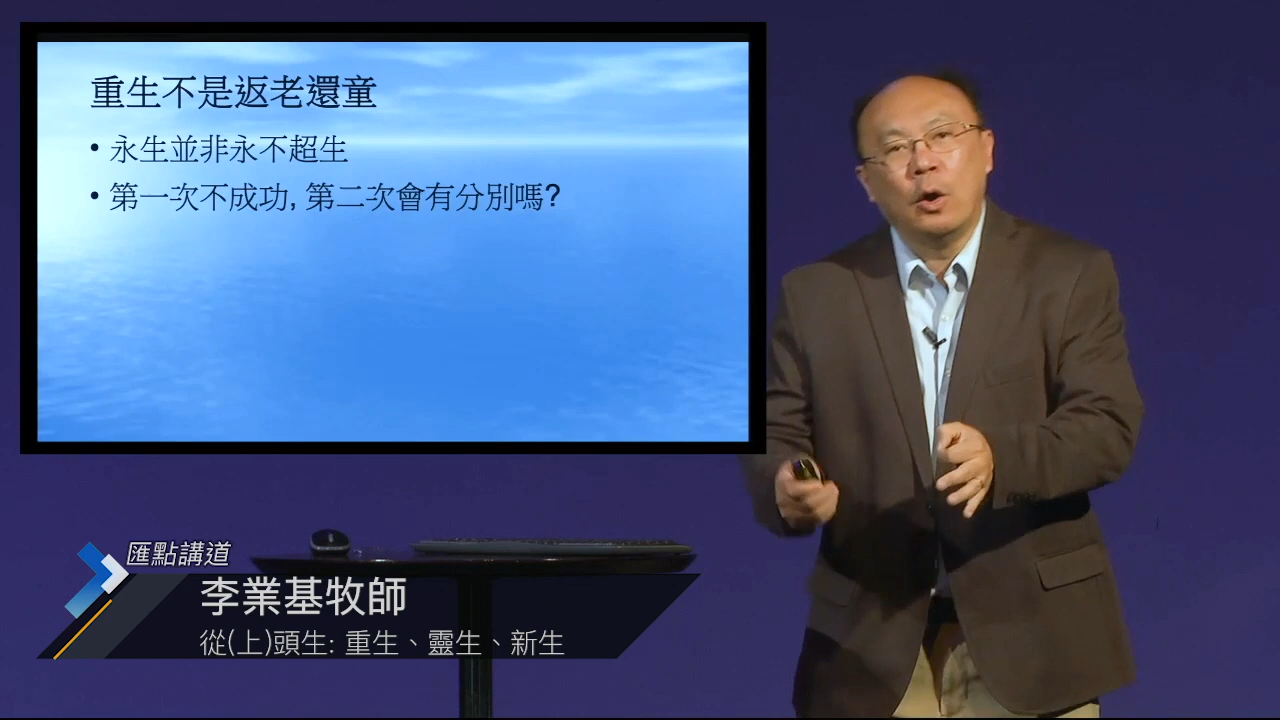 重生不是返老還童
• 永生並非永不超生
• 第一次不成功, 第二次會有分別嗎?
匯點講道
李業基牧師
從(上)頭生: 重生、靈生、新生